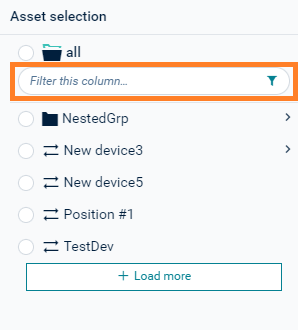 Asset selection
all
Filter this column...
NestedGrp
New device3
New device5
Position #1
TestDev
+ Load more